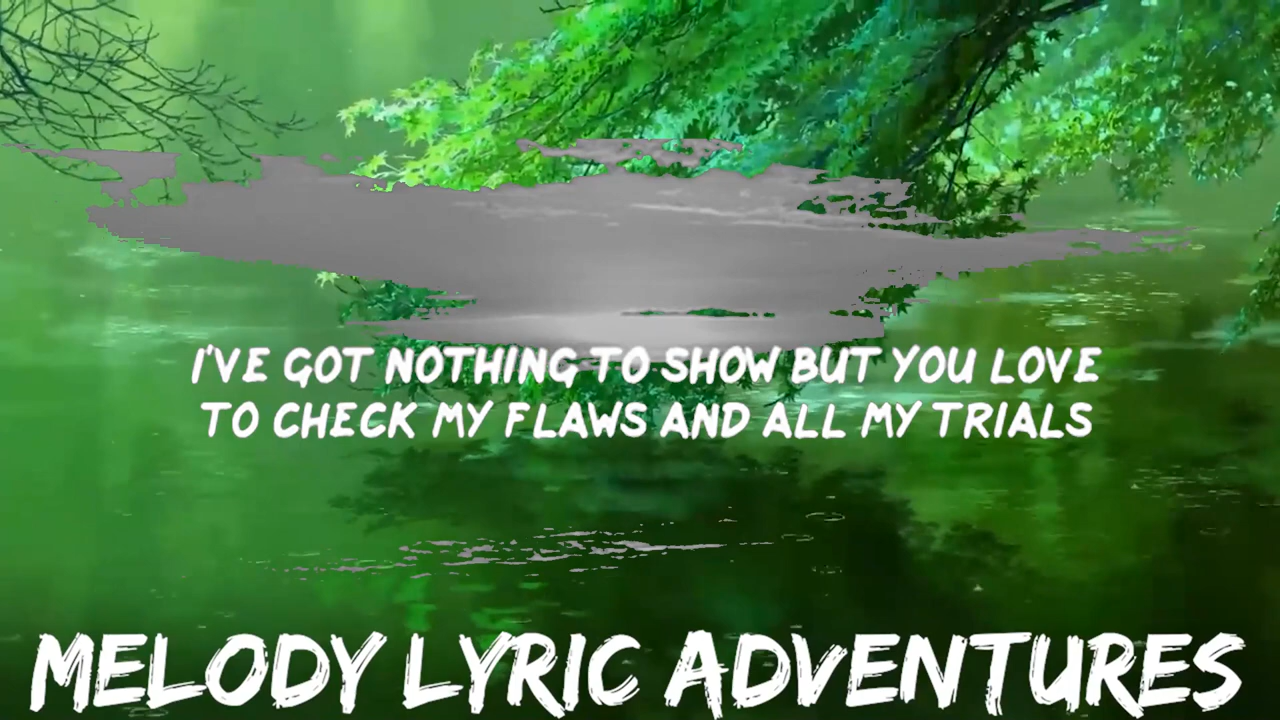 I'VE GOT NOTHING TO SHOW BUT YOU LOVE
TO CHECK MY FLAWS AND ALL MY TRIALS
MELODY LYRIC ADVENTURES